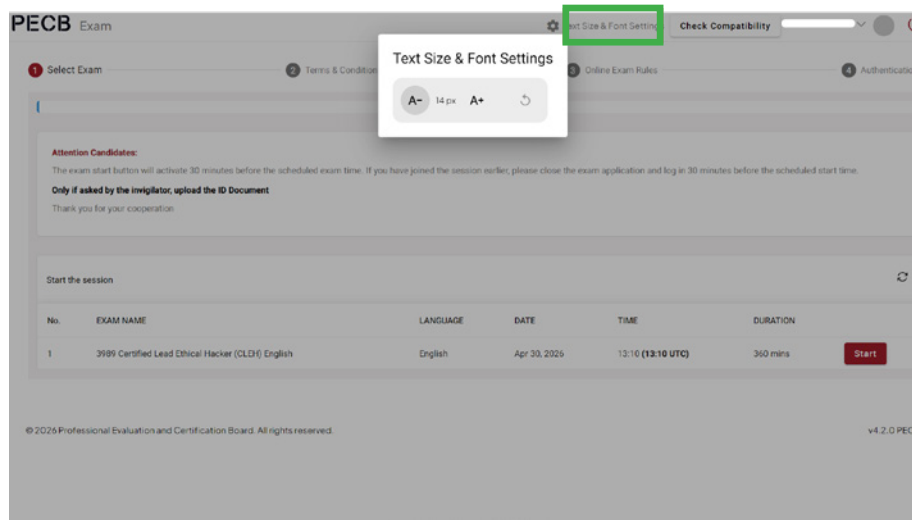 PECB Exam
Text Size & Font Settings
Check Compatibility
1 Select Exam
2 Terms & Condition
3 Online Exam Rules
4 Authenticatio
Text Size & Font Settings
A- 14 px A+
Attention Candidates:
The exam start button will activate 30 minutes before the scheduled exam time. If you have joined the session earlier, please close the exam application and log in 30 minutes before the scheduled start time.
Only if asked by the invigilator, upload the ID Document
Thank you for your cooperation
Start the session
No. EXAM NAME LANGUAGE DATE TIME DURATION
1 3989 Certified Lead Ethical Hacker (CLEH) English English Apr 30, 2026 13:10 (13:10 UTC) 360 mins Start
© 2026 Professional Evaluation and Certification Board. All rights reserved.
v4.2.0 PEC